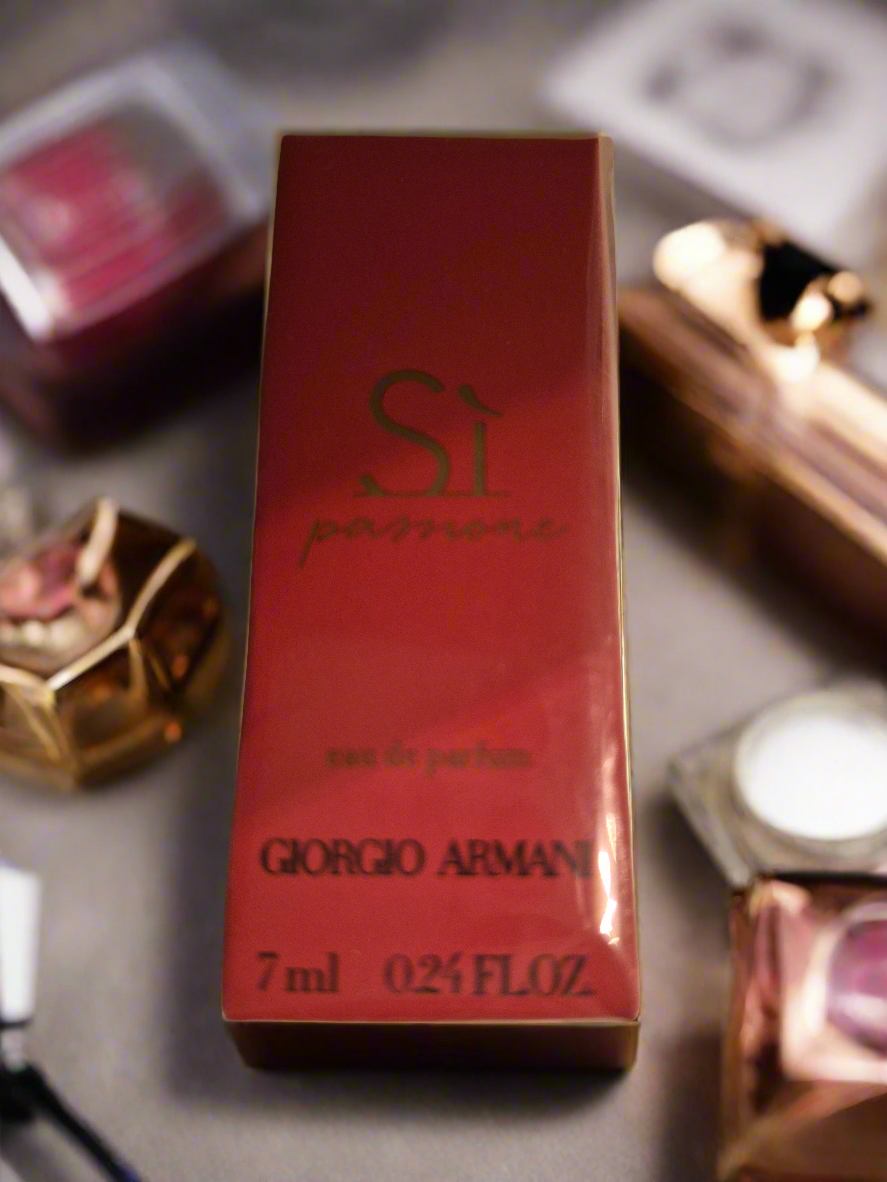 Sì
passione
eau de parfum
GIORGIO ARMANI
7 ml 0.24 FL.OZ.